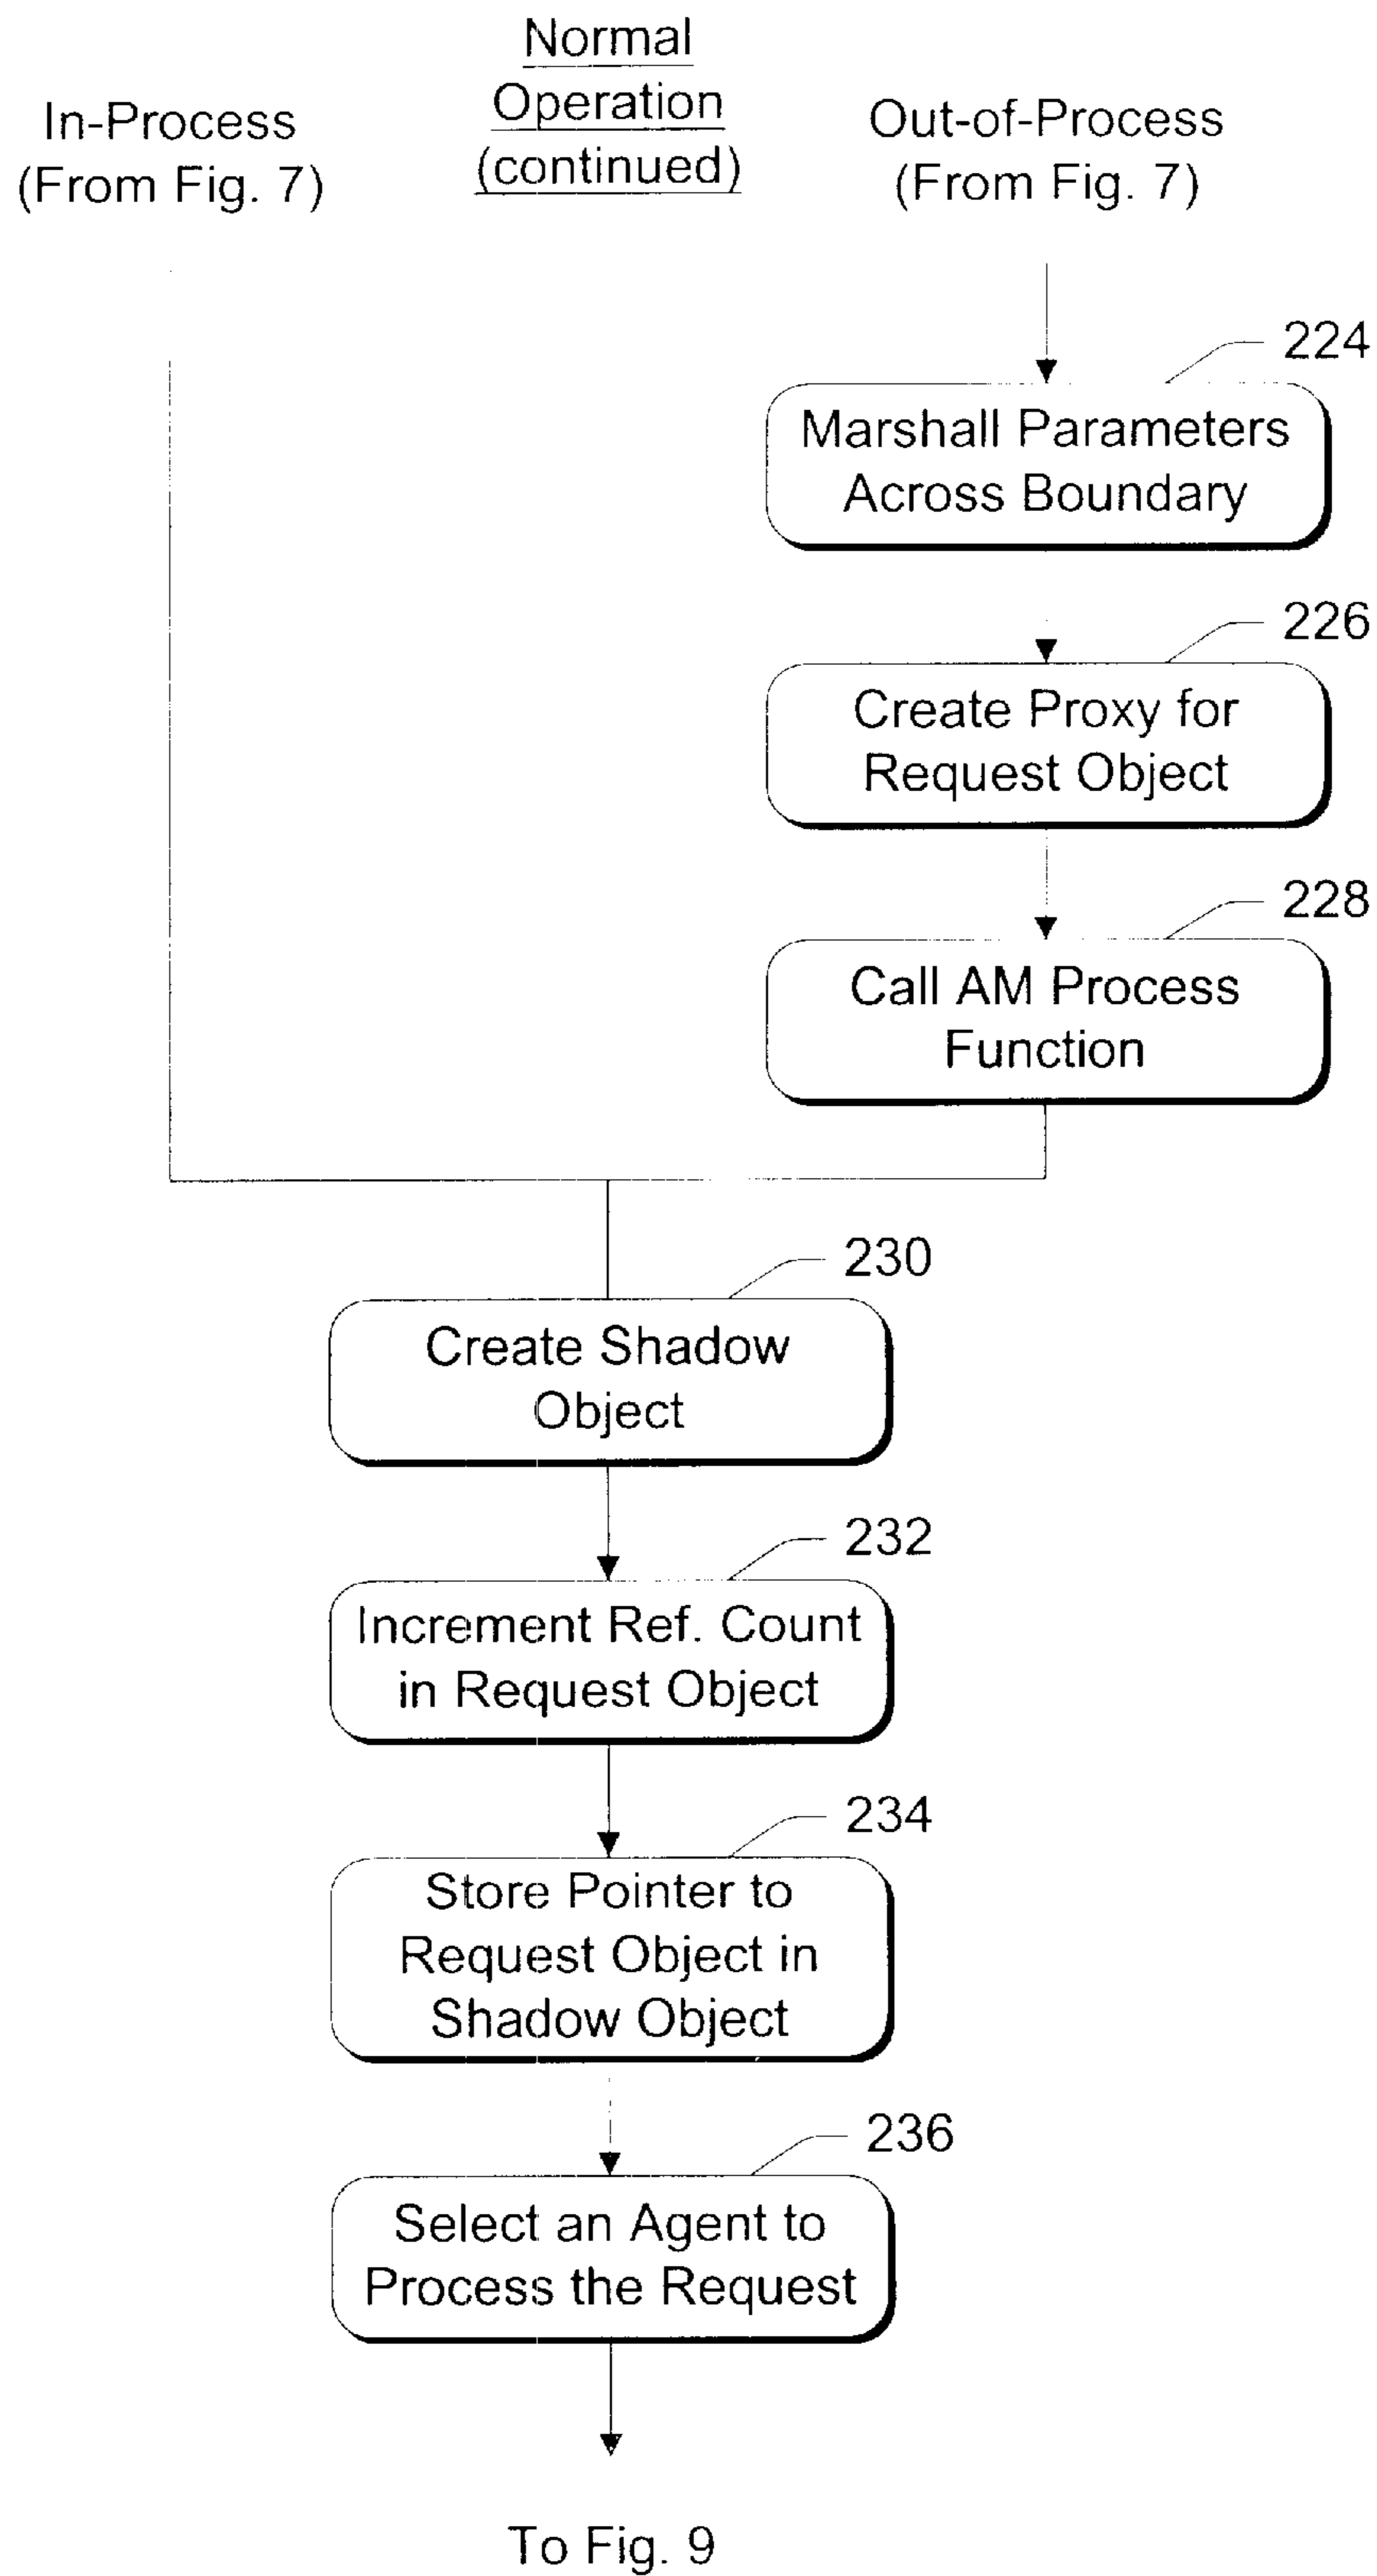 Normal
Operation
(continued)
In-Process
(From Fig. 7)
Out-of-Process
(From Fig. 7)
224
Marshall Parameters
Across Boundary
226
Create Proxy for
Request Object
228
Call AM Process
Function
230
Create Shadow
Object
232
Increment Ref. Count
in Request Object
234
Store Pointer to
Request Object in
Shadow Object
236
Select an Agent to
Process the Request
To Fig. 9